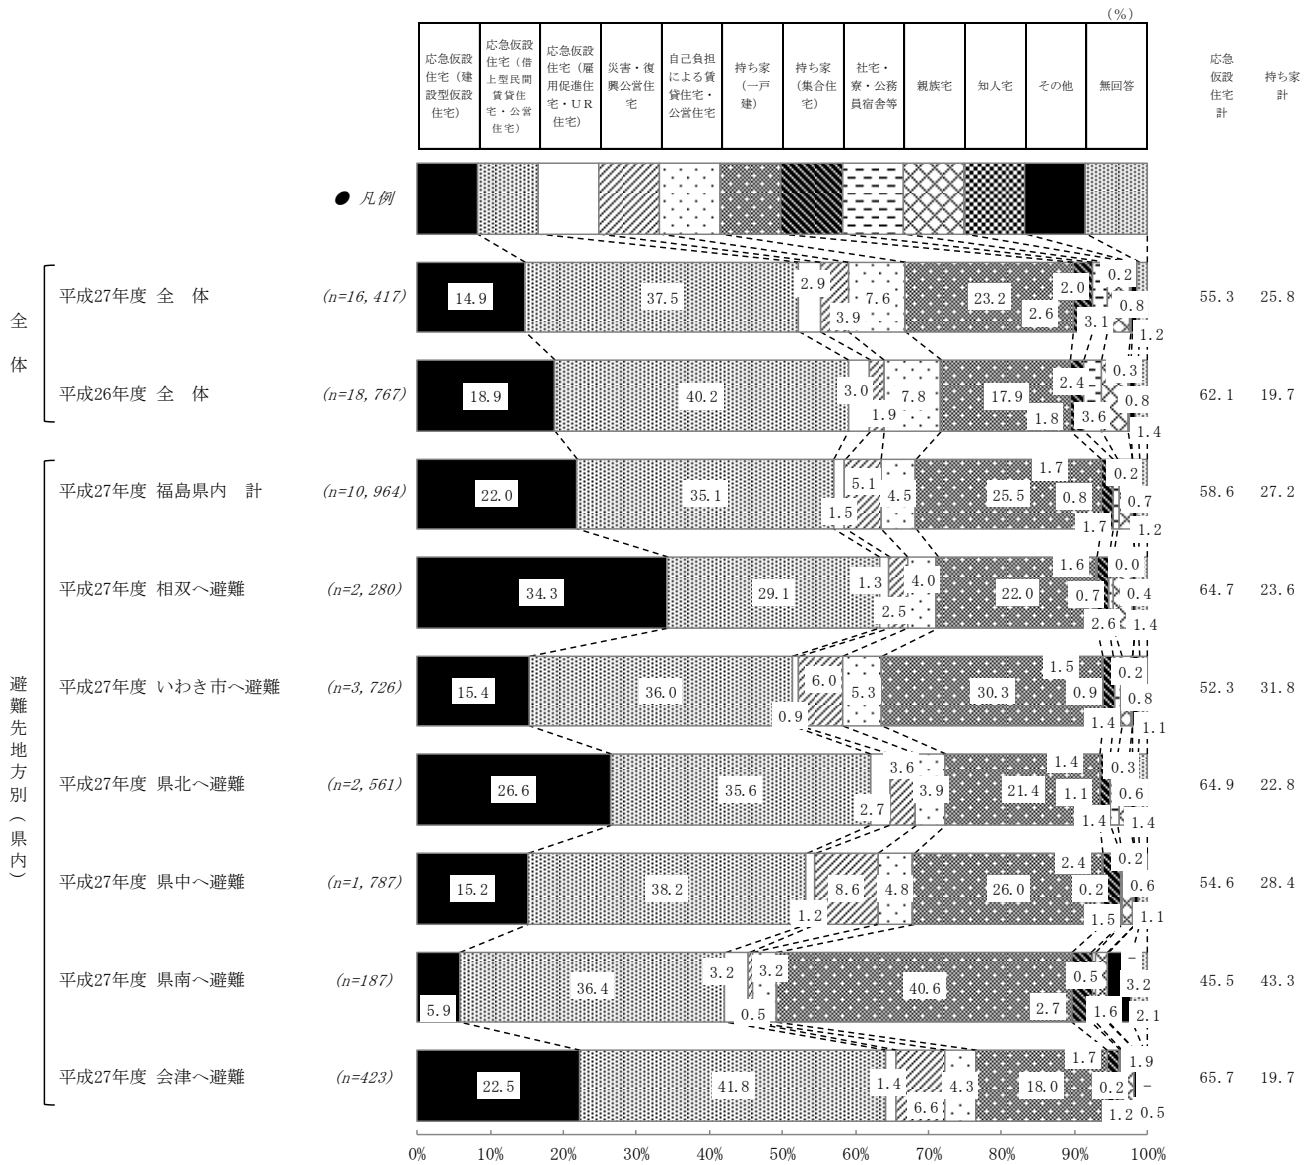 (%)
応急仮設住宅（建設型仮設住宅）
応急仮設住宅（借上型民間賃貸住宅・公営住宅）
応急仮設住宅（雇用促進住宅・UR住宅）
災害・復興公営住宅
自己負担による賃貸住宅・公営住宅
持ち家（一戸建）
持ち家（集合住宅）
社宅・寮・公務員宿舎等
親族宅
知人宅
その他
無回答
応急仮設住宅計
持ち家計
● 凡例
全体
平成27年度 全　体 (n=16,417) 14.9 37.5 2.9 3.9 7.6 23.2 2.6 2.0 3.1 0.2 0.8 1.2 55.3 25.8
平成26年度 全　体 (n=18,767) 18.9 40.2 3.0 1.9 7.8 17.9 1.8 2.4 3.6 0.3 0.8 1.4 62.1 19.7
避難先地方別（県内）
平成27年度 福島県内　計 (n=10,964) 22.0 35.1 1.5 5.1 4.5 25.5 1.7 0.8 1.7 0.2 0.7 1.2 58.6 27.2
平成27年度 相双へ避難 (n=2,280) 34.3 29.1 1.3 2.5 4.0 22.0 1.6 0.7 2.6 0.0 0.4 1.4 64.7 23.6
平成27年度 いわき市へ避難 (n=3,726) 15.4 36.0 0.9 6.0 5.3 30.3 1.5 0.9 1.4 0.2 0.8 1.1 52.3 31.8
平成27年度 県北へ避難 (n=2,561) 26.6 35.6 2.7 3.6 3.9 21.4 1.4 1.1 1.4 0.3 0.6 1.4 64.9 22.8
平成27年度 県中へ避難 (n=1,787) 15.2 38.2 1.2 8.6 4.8 26.0 2.4 0.2 1.5 0.2 0.6 1.1 54.6 28.4
平成27年度 県南へ避難 (n=187) 5.9 36.4 3.2 0.5 3.2 40.6 2.7 0.5 1.6 － 3.2 2.1 45.5 43.3
平成27年度 会津へ避難 (n=423) 22.5 41.8 1.4 6.6 4.3 18.0 1.7 0.2 1.2 1.9 － 0.5 65.7 19.7
0% 10% 20% 30% 40% 50% 60% 70% 80% 90% 100%